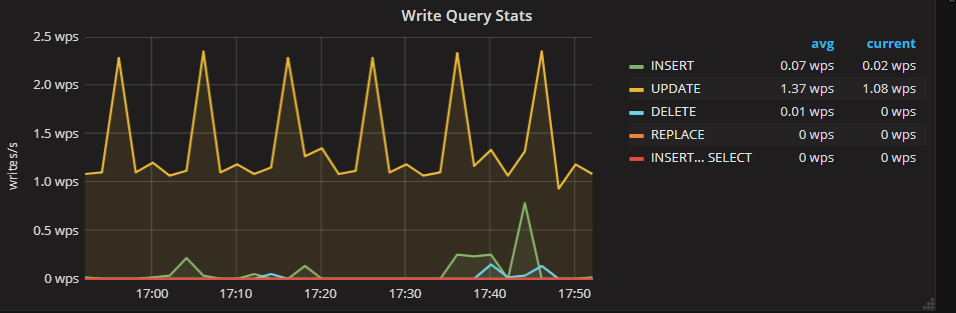 Write Query Stats
2.5 wps
2.0 wps
1.5 wps
1.0 wps
0.5 wps
0 wps
writes/s
17:00 17:10 17:20 17:30 17:40 17:50
avg current
INSERT 0.07 wps 0.02 wps
UPDATE 1.37 wps 1.08 wps
DELETE 0.01 wps 0 wps
REPLACE 0 wps 0 wps
INSERT... SELECT 0 wps 0 wps